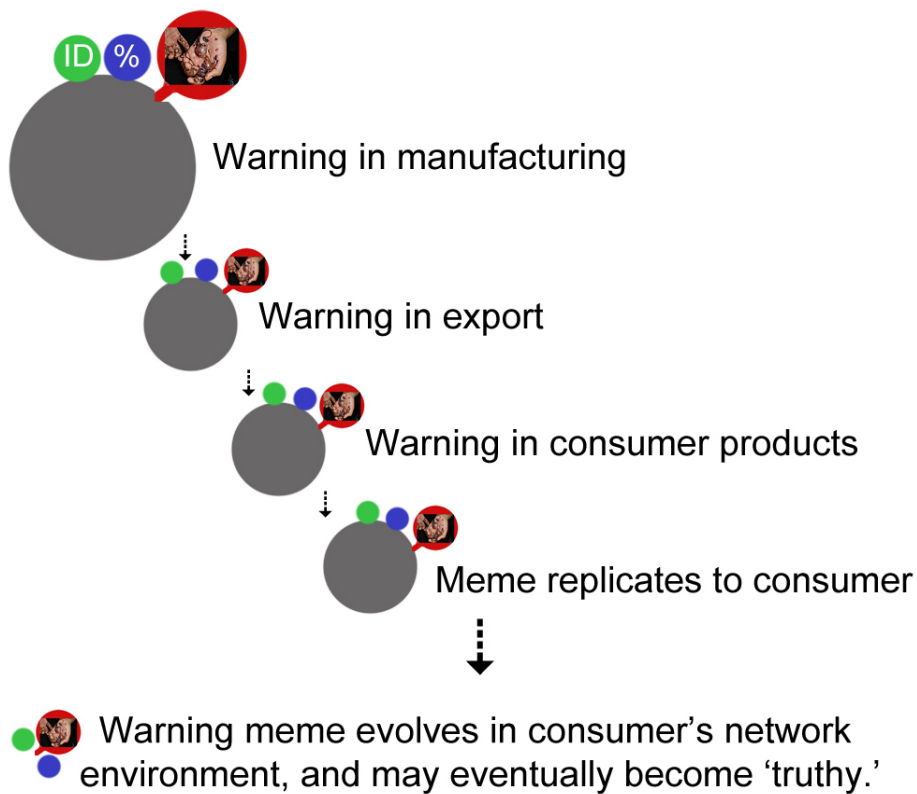 ID %
Warning in manufacturing
Warning in export
Warning in consumer products
Meme replicates to consumer
Warning meme evolves in consumer’s network
environment, and may eventually become ‘truthy.’